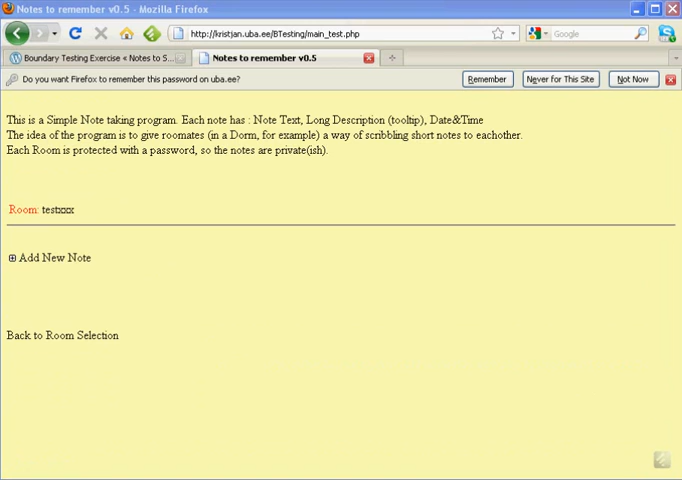 Notes to remember v0.5 - Mozilla Firefox
http://kristjan.uba.ee/BTesting/main_test.php
Google
Boundary Testing Exercise « Notes to S...
Notes to remember v0.5
Do you want Firefox to remember this password on uba.ee?
Remember
Never for This Site
Not Now
This is a Simple Note taking program. Each note has : Note Text, Long Description (tooltip), Date&Time
The idea of the program is to give roomates (in a Dorm, for example) a way of scribbling short notes to eachother.
Each Room is protected with a password, so the notes are private(ish).
Room: testxxx
Add New Note
Back to Room Selection